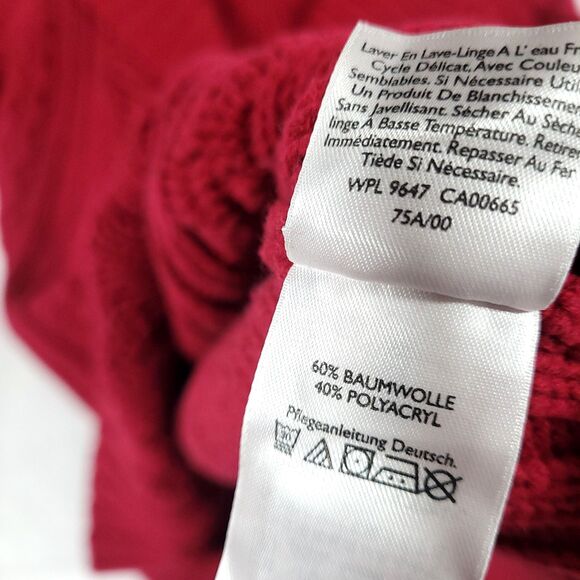 Laver En Lave-Linge A L' eau
Cycle Délicat, Avec
Semblables. Si Nécessaire
Un Produit De
Sans Javellisant. Sécher Au
linge À Basse Température.
Immédiatement. Repasser Au Fer
Tiède Si Nécessaire.
WPL 9647 CA00665
75A/00
60% BAUMWOLLE
40% POLYACRYL
Pflegeanleitung Deutsch.